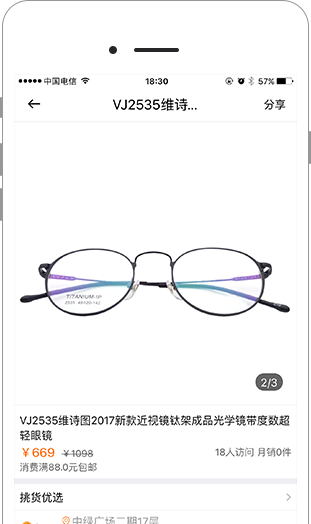 中国电信 18:30 57%
VJ2535维诗... 分享
TITANIUM-IP
2/3
VJ2535维诗图2017新款近视镜钛架成品光学镜带度数超
轻眼镜
¥669 ¥1098 18人访问 月销0件
消费满88.0元包邮
挑货优选
中绿广场二期17层